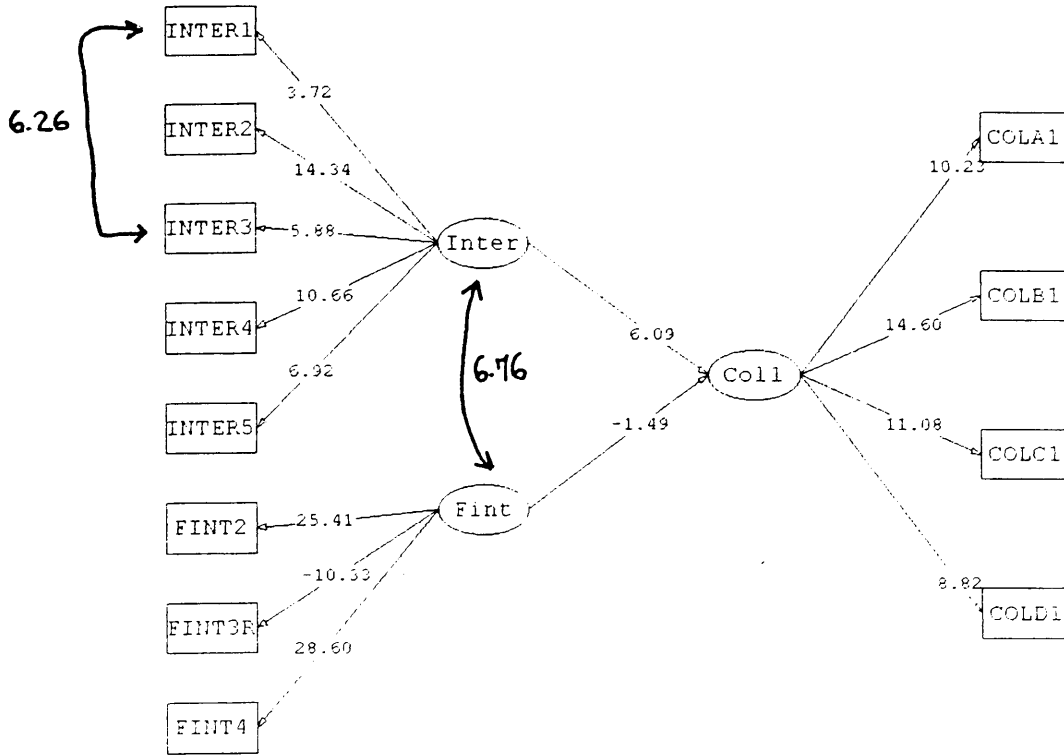 INTER1
3.72
6.26
INTER2
14.34
COLA1
10.23
INTER3
5.88
Inter
INTER4
10.66
COLB1
14.60
6.09
INTER5
6.92
6.76
Coll
-1.49
11.08
COLC1
FINT2
25.41
Fint
-10.33
FINT3R
28.60
8.82
COLD1
FINT4